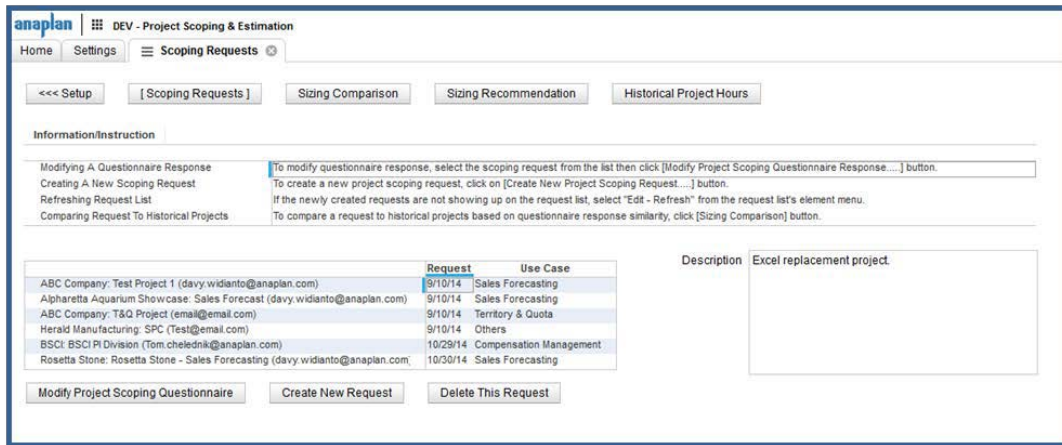 anaplan DEV - Project Scoping & Estimation
Home Settings Scoping Requests
<<< Setup [ Scoping Requests ] Sizing Comparison Sizing Recommendation Historical Project Hours
Information/Instruction
Modifying A Questionnaire Response To modify questionnaire response, select the scoping request from the list then click [Modify Project Scoping Questionnaire Response.....] button.
Creating A New Scoping Request To create a new project scoping request, click on [Create New Project Scoping Request.....] button.
Refreshing Request List If the newly created requests are not showing up on the request list, select "Edit - Refresh" from the request list's element menu.
Comparing Request To Historical Projects To compare a request to historical projects based on questionnaire response similarity, click [Sizing Comparison] button.
Description Excel replacement project.
Request Use Case
ABC Company: Test Project 1 (davy.widianto@anaplan.com) 9/10/14 Sales Forecasting
Alpharetta Aquarium Showcase: Sales Forecast (davy.widianto@anaplan.com) 9/10/14 Sales Forecasting
ABC Company: T&Q Project (email@email.com) 9/10/14 Territory & Quota
Herald Manufacturing: SPC (Test@email.com) 9/10/14 Others
BSCI: BSCI PI Division (Tom.chelednik@anaplan.com) 10/29/14 Compensation Management
Rosetta Stone: Rosetta Stone - Sales Forecasting (davy.widianto@anaplan.com 10/30/14 Sales Forecasting
Modify Project Scoping Questionnaire Create New Request Delete This Request